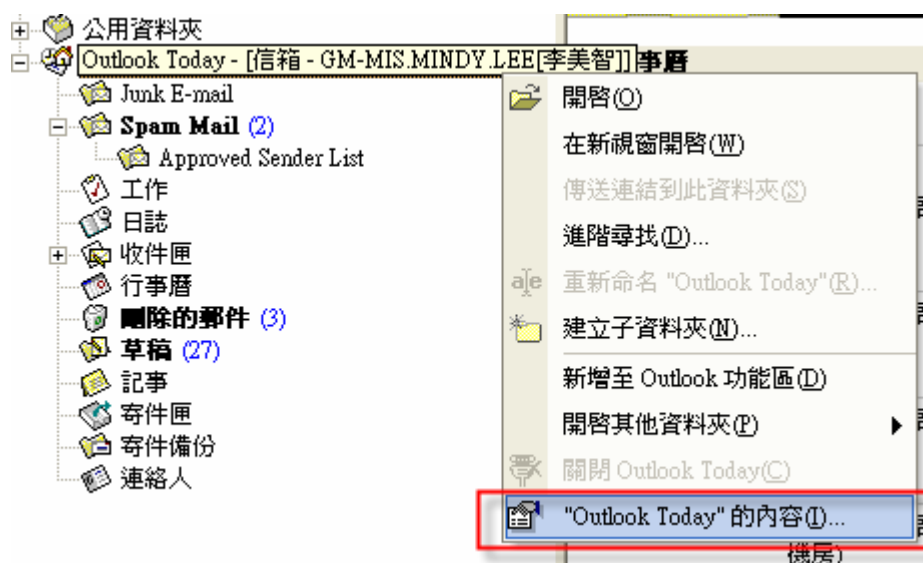 公用資料夾
Outlook Today - [信箱 - GM-MIS.MINDY.LEE[李美智]]
事曆
Junk E-mail
Spam Mail (2)
Approved Sender List
工作
日誌
收件匣
行事曆
刪除的郵件 (3)
草稿 (27)
記事
寄件匣
寄件備份
連絡人
開啓(O)
在新視窗開啓(W)
傳送連結到此資料夾(S)
進階尋找(D)...
重新命名 "Outlook Today"(R)...
建立子資料夾(N)...
新增至 Outlook 功能區(D)
開啓其他資料夾(P)
關閉 Outlook Today(C)
"Outlook Today" 的內容(I)...
機房)